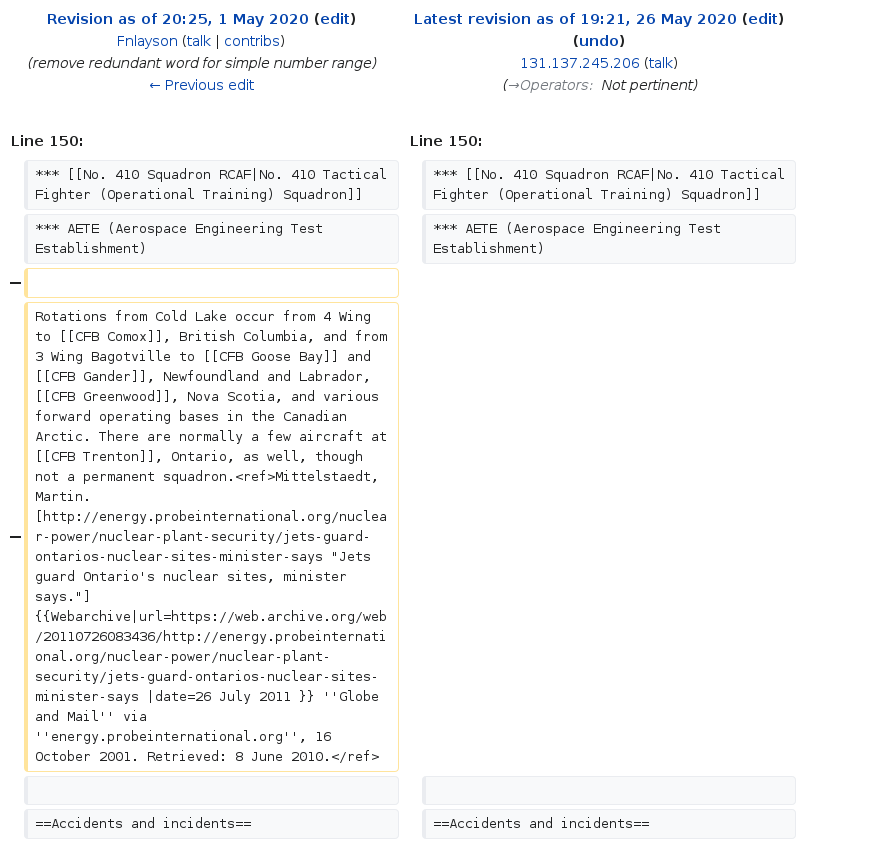 Revision as of 20:25, 1 May 2020 (edit)
Fnlayson (talk | contribs)
(remove redundant word for simple number range)
← Previous edit
Latest revision as of 19:21, 26 May 2020 (edit)
(undo)
131.137.245.206 (talk)
(→Operators: Not pertinent)
Line 150:
Line 150:
*** [[No. 410 Squadron RCAF|No. 410 Tactical
Fighter (Operational Training) Squadron]]
*** [[No. 410 Squadron RCAF|No. 410 Tactical
Fighter (Operational Training) Squadron]]
*** AETE (Aerospace Engineering Test
Establishment)
*** AETE (Aerospace Engineering Test
Establishment)
−
−
Rotations from Cold Lake occur from 4 Wing
to [[CFB Comox]], British Columbia, and from
3 Wing Bagotville to [[CFB Goose Bay]] and
[[CFB Gander]], Newfoundland and Labrador,
[[CFB Greenwood]], Nova Scotia, and various
forward operating bases in the Canadian
Arctic. There are normally a few aircraft at
[[CFB Trenton]], Ontario, as well, though
not a permanent squadron.<ref>Mittelstaedt,
Martin.
[http://energy.probeinternational.org/nuclea
r-power/nuclear-plant-security/jets-guard-
ontarios-nuclear-sites-minister-says "Jets
guard Ontario's nuclear sites, minister
says."]
{{Webarchive|url=https://web.archive.org/web
/20110726083436/http://energy.probeinternati
onal.org/nuclear-power/nuclear-plant-
security/jets-guard-ontarios-nuclear-sites-
minister-says |date=26 July 2011 }} ''Globe
and Mail'' via
''energy.probeinternational.org'', 16
October 2001. Retrieved: 8 June 2010.</ref>
==Accidents and incidents==
==Accidents and incidents==